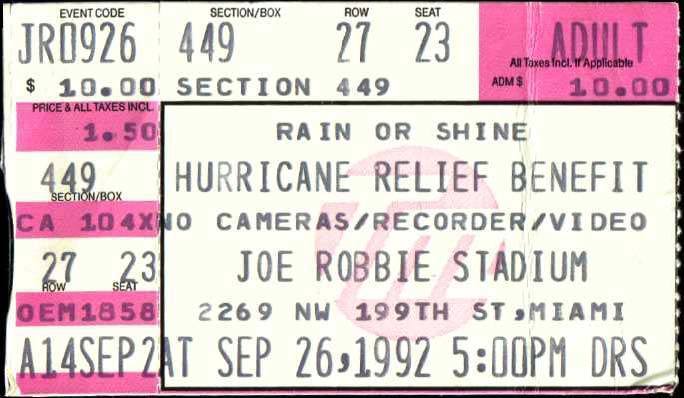 EVENT CODE SECTION/BOX ROW SEAT
JR0926 449 27 23 ADULT
All Taxes Incl. If Applicable
$ 10.00 SECTION 449 ADM $ 10.00
PRICE & ALL TAXES INCL.
1.50 RAIN OR SHINE
449 HURRICANE RELIEF BENEFIT
SECTION/BOX
CA 104X NO CAMERAS/RECORDER/VIDEO
27 23 JOE ROBBIE STADIUM
ROW SEAT
OEM1858 2269 NW 199TH ST,MIAMI
A14SEP2 AT SEP 26,1992 5:00PM DRS